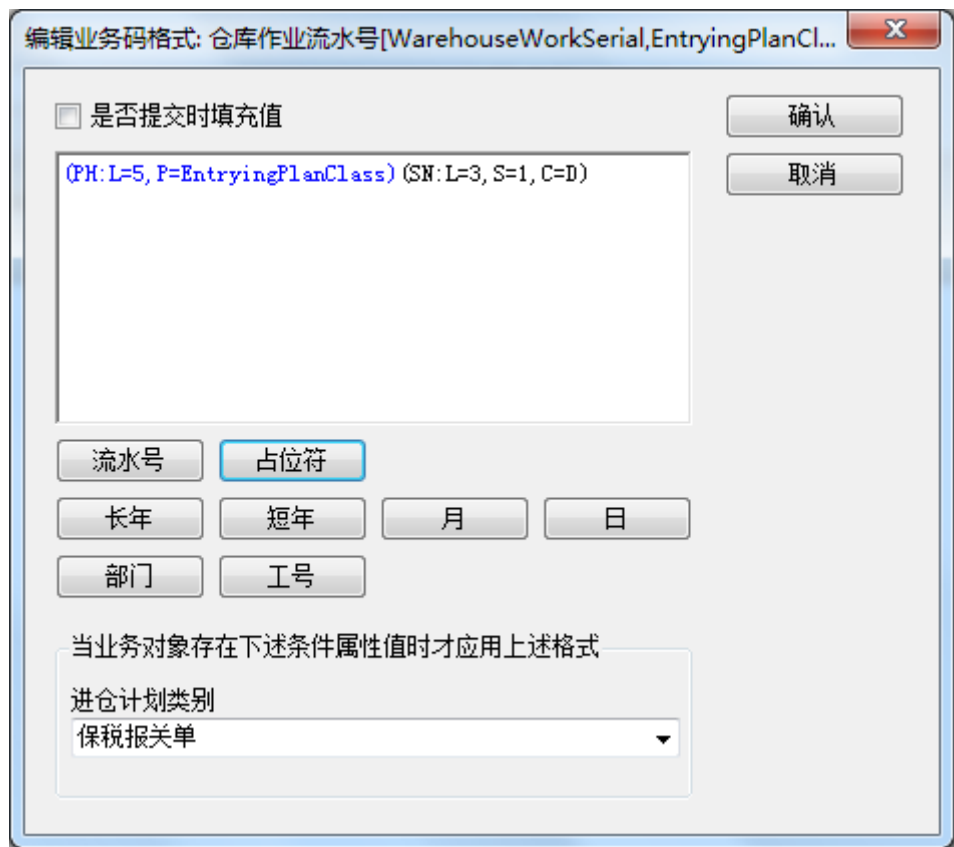 编辑业务码格式: 仓库作业流水号[WarehouseWorkSerial,EntryingPlanCl...
是否提交时填充值
确认
(PH:L=5,P=EntryingPlanClass)(SN:L=3,S=1,C=D)
取消
流水号 占位符
长年 短年 月 日
部门 工号
当业务对象存在下述条件属性值时才应用上述格式
进仓计划类别
保税报关单